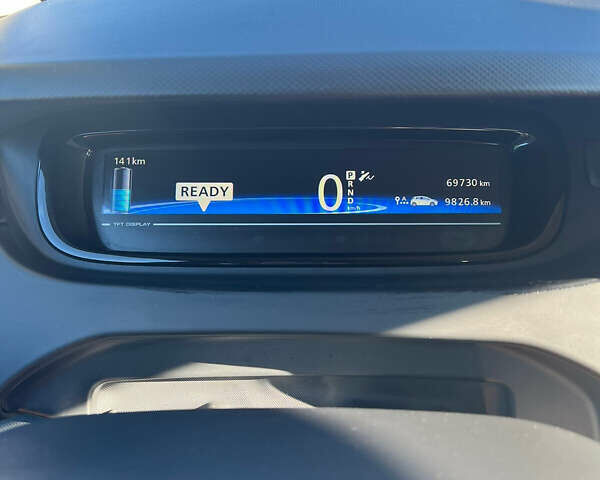 141km
READY
0
P
R
N
D
km/h
69730 km
9826.8 km
TFT DISPLAY